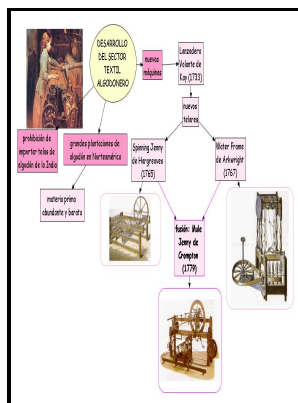 DESARROLLO
DEL SECTOR
TEXTIL
ALGODONERO
nuevas
máquinas
Lanzadera
Volante de
Kay (1733)
nuevos
telares
prohibición de
importar telas de
algodón de la India
grandes plantaciones de
algodón en Norteamérica
materia prima
abundante y barata
Spinning Jenny
de Hargreaves
(1765)
Water Frame
de Arkwright
(1767)
fusión: Mule
Jenny de
Crompton
(1779)